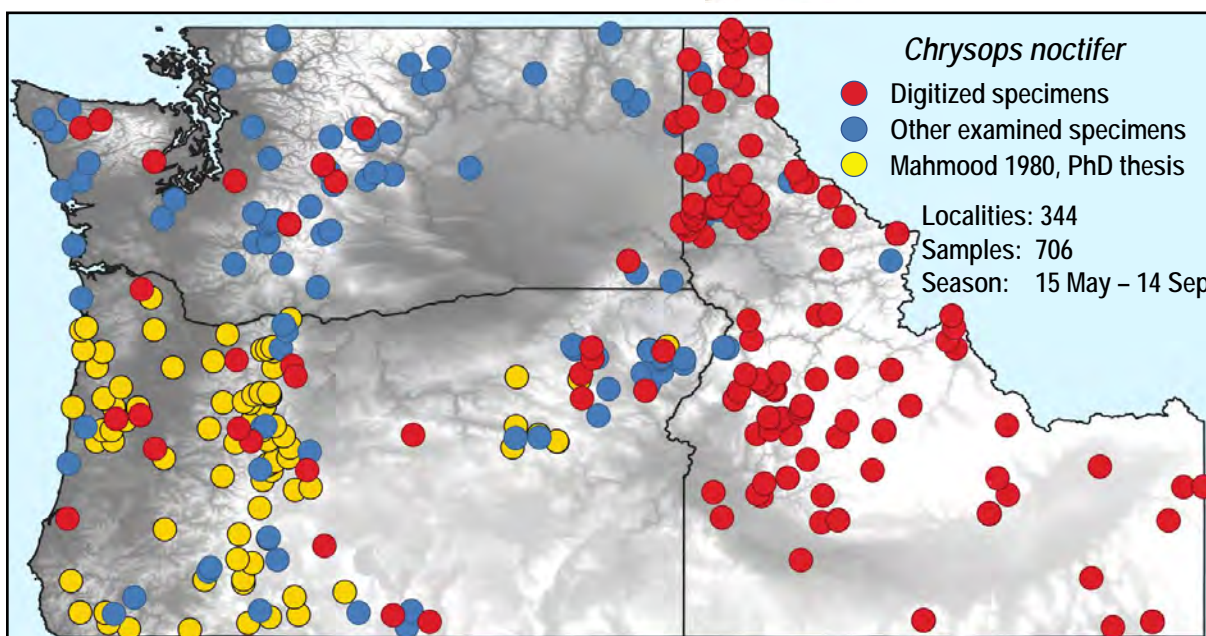 Chrysops noctifer
Digitized specimens
Other examined specimens
Mahmood 1980, PhD thesis
Localities: 344
Samples: 706
Season: 15 May – 14 Sep